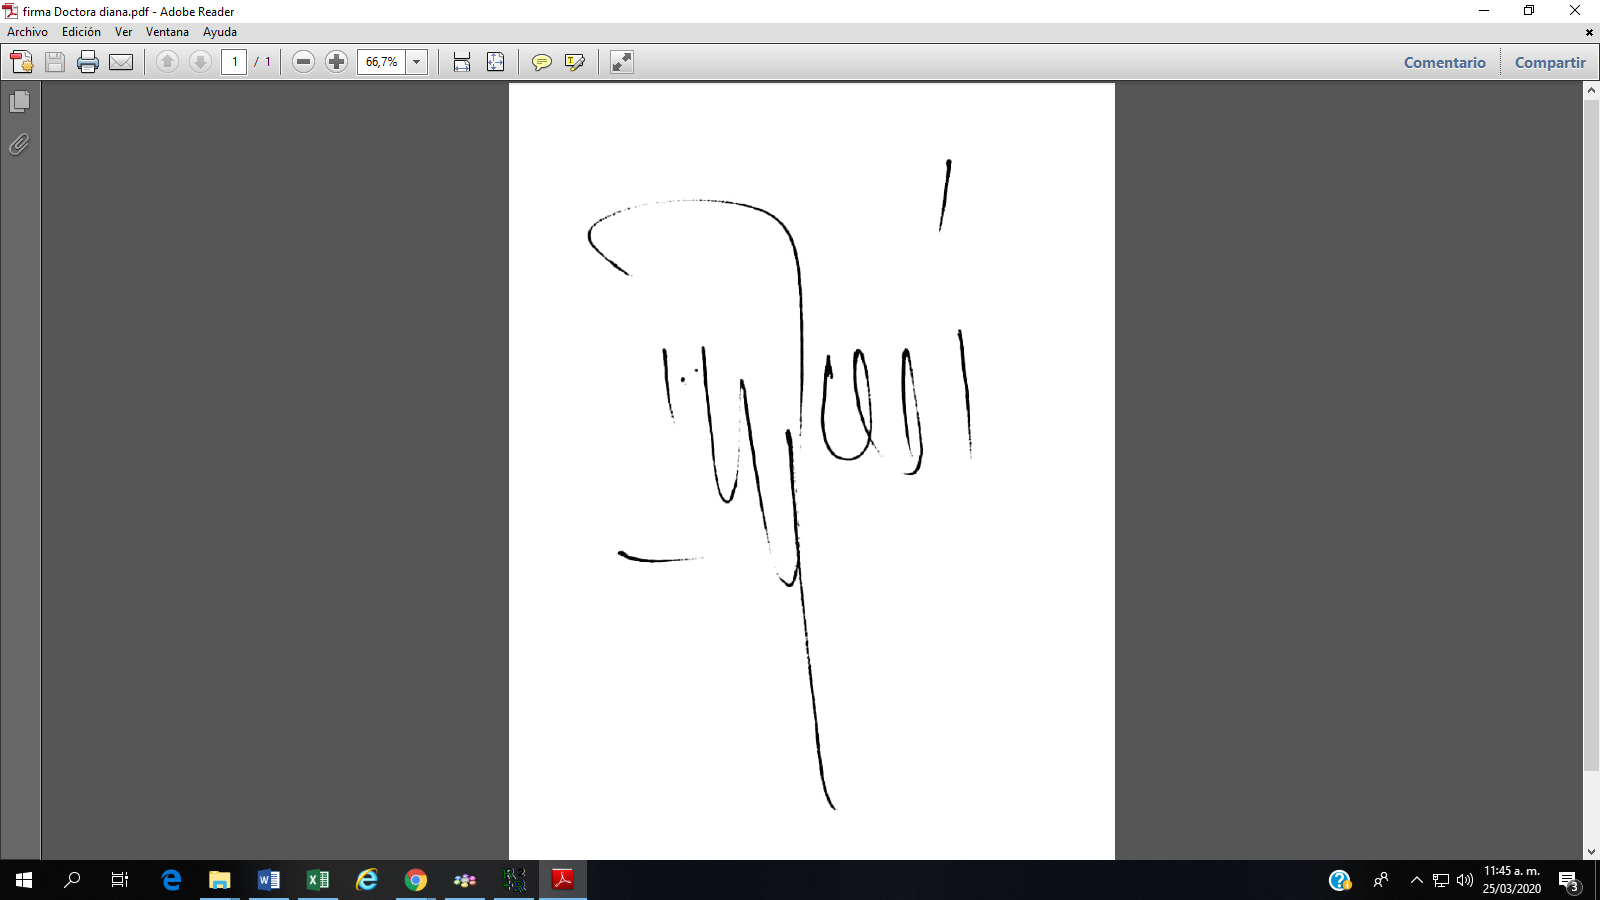 firma Doctora diana.pdf - Adobe Reader
Archivo Edición Ver Ventana Ayuda
1 / 1 66,7% Comentario Compartir
11:45 a. m.
25/03/2020
3